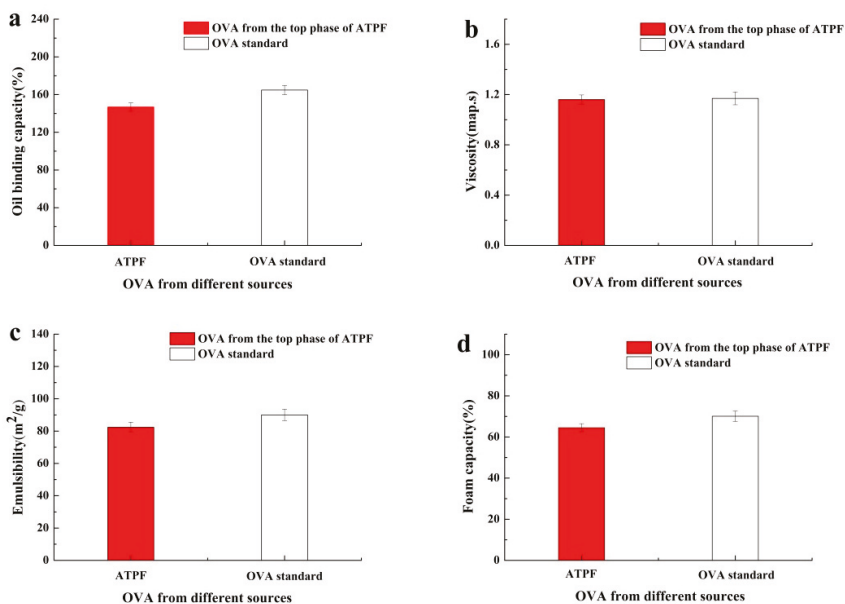 a
OVA from the top phase of ATPF
OVA standard
Oil binding capacity(%)
240
200
160
120
80
40
0
ATPF
OVA standard
OVA from different sources
b
OVA from the top phase of ATPF
OVA standard
Viscosity(map.s)
1.6
1.2
0.8
0.4
0.0
ATPF
OVA standard
OVA from different sources
c
OVA from the top phase of ATPF
OVA standard
Emulsibility(m²/g)
140
120
100
80
60
40
20
0
ATPF
OVA standard
OVA from different sources
d
OVA from the top phase of ATPF
OVA standard
Foam capacity(%)
100
80
60
40
20
0
ATPF
OVA standard
OVA from different sources